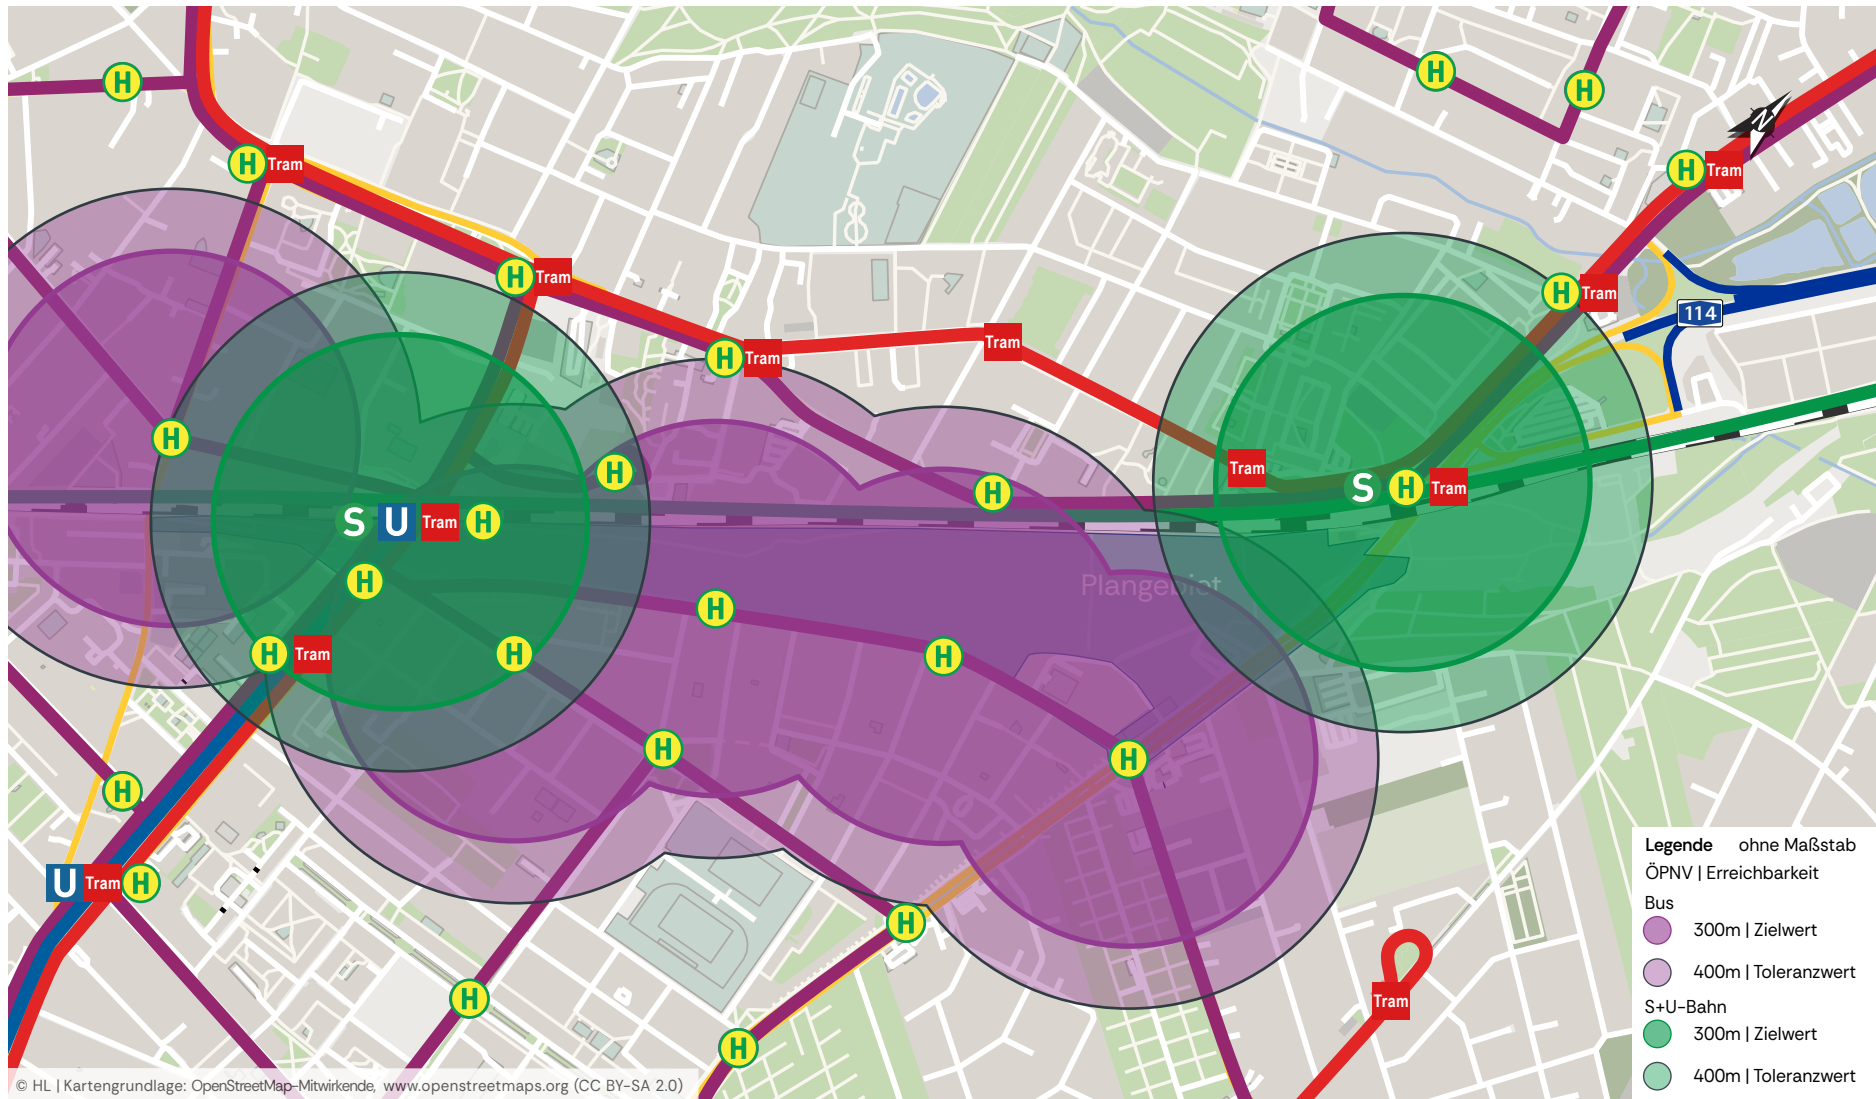 H
H
H
N
H Tram
H Tram
H Tram
H Tram
114
H Tram
Tram
H
H
Tram
S H Tram
H
S U Tram H
H
Plangebiet
H
H Tram
H
H
H
H
H
U Tram H
H
H
Tram
H
Legende ohne Maßstab
ÖPNV | Erreichbarkeit
Bus
300m | Zielwert
400m | Toleranzwert
S+U-Bahn
300m | Zielwert
400m | Toleranzwert
© HL | Kartengrundlage: OpenStreetMap-Mitwirkende, www.openstreetmaps.org (CC BY-SA 2.0)